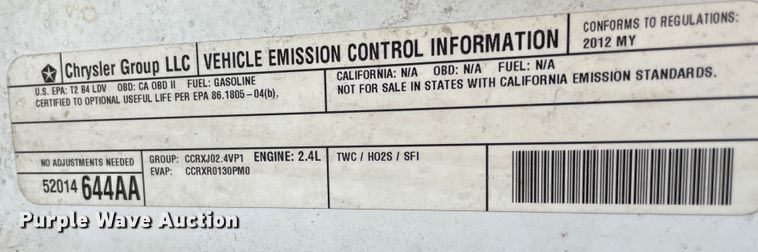 Chrysler Group LLC
VEHICLE EMISSION CONTROL INFORMATION
CONFORMS TO REGULATIONS:
2012 MY
U.S. EPA: T2 B4 LDV OBD: CA OBD II FUEL: GASOLINE
CERTIFIED TO OPTIONAL USEFUL LIFE PER EPA 86.1805-04(b).
CALIFORNIA: N/A OBD: N/A FUEL: N/A
NOT FOR SALE IN STATES WITH CALIFORNIA EMISSION STANDARDS.
NO ADJUSTMENTS NEEDED
52014 644AA
GROUP: CCRXJ02.4VP1 ENGINE: 2.4L
EVAP: CCRXR0130PM0
TWC / HO2S / SFI
Purple Wave Auction